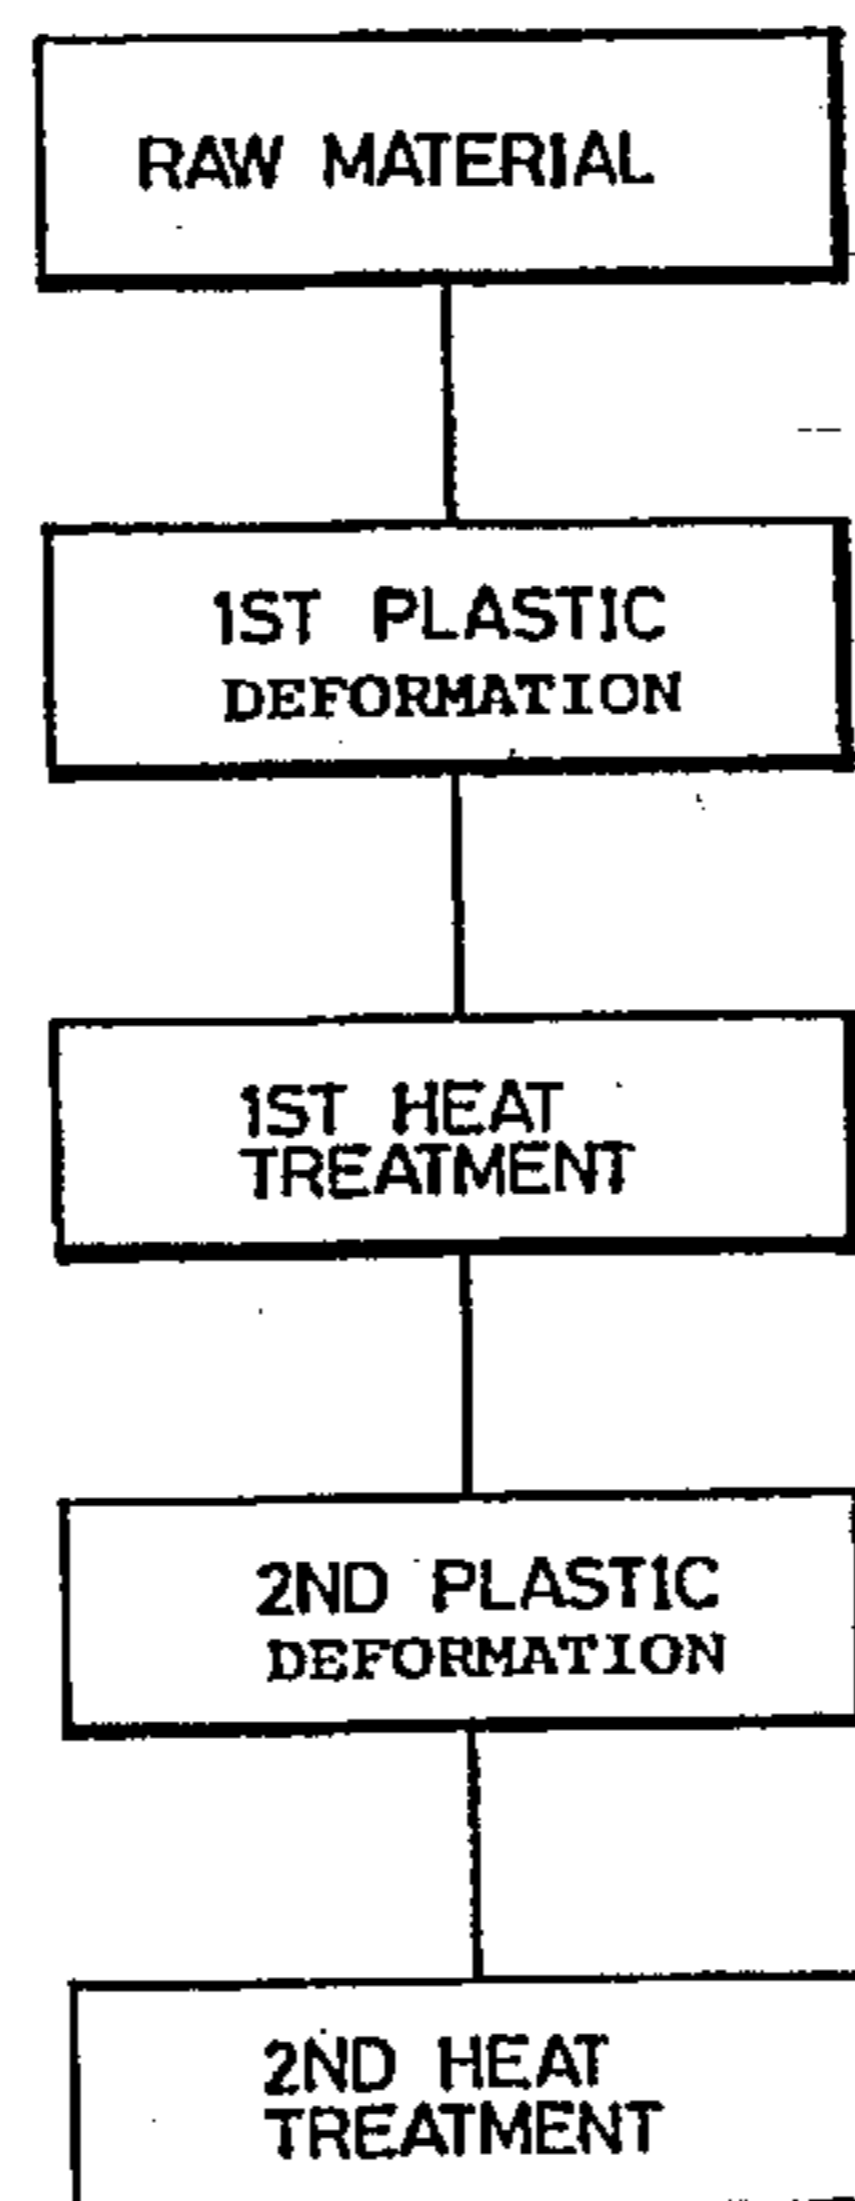 RAW MATERIAL
1ST PLASTIC
DEFORMATION
1ST HEAT
TREATMENT
2ND PLASTIC
DEFORMATION
2ND HEAT
TREATMENT